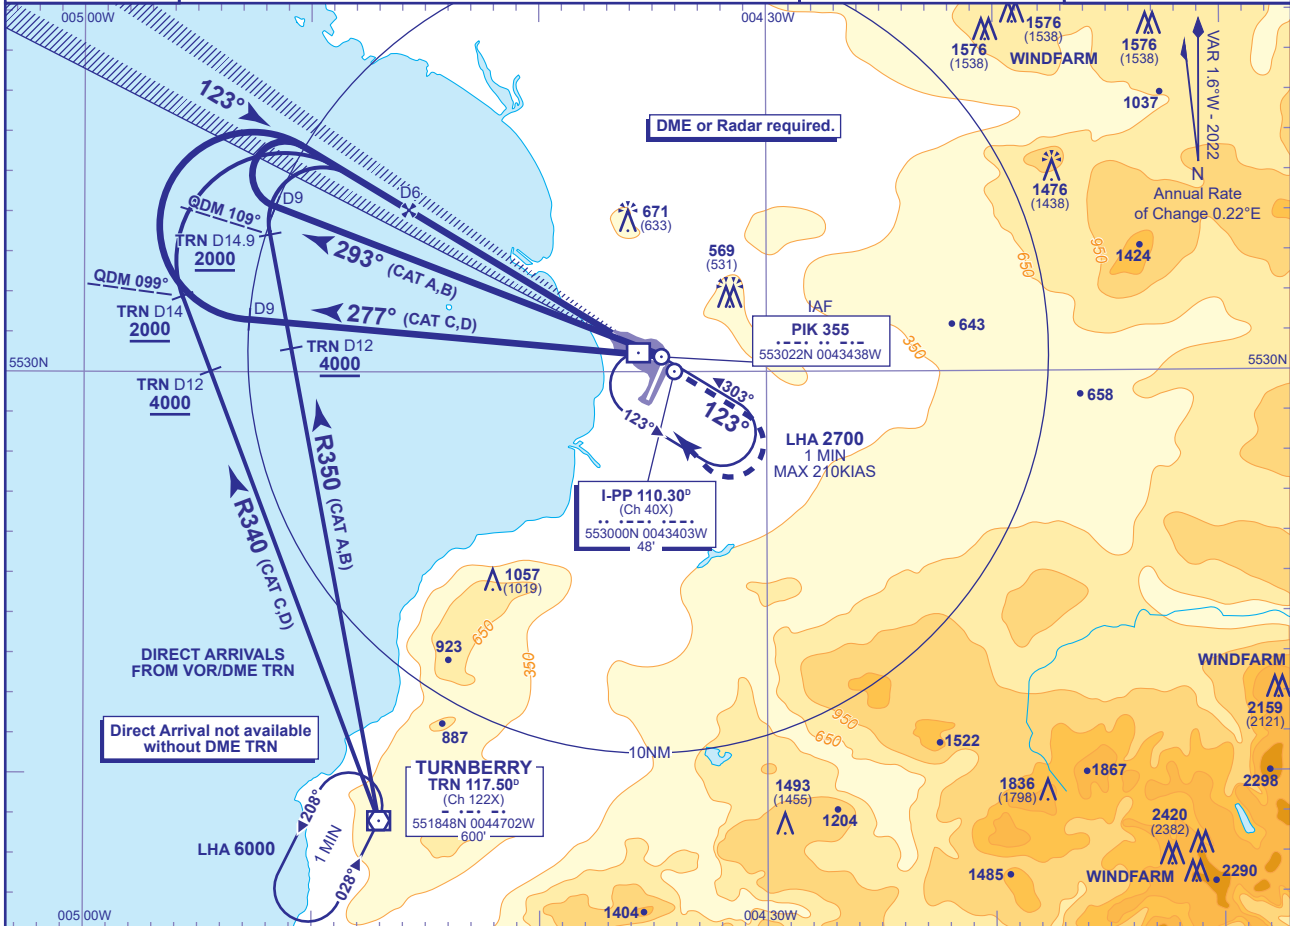 005 00W
004 30W
1576
(1538)
1576
(1538)
WINDFARM
1576
(1538)
VAR 1.6°W - 2022
1037
N
Annual Rate
of Change 0.22°E
123°
DME or Radar required.
1476
(1438)
D9
D6
QDM 109°
TRN D14.9
2000
671
(633)
293° (CAT A,B)
569
(531)
650
950
1424
QDM 099°
TRN D14
2000
D9
277° (CAT C,D)
IAF
PIK 355
553022N 0043438W
643
350
TRN D12
4000
5530N
5530N
TRN D12
4000
303°
123°
123°
658
LHA 2700
1 MIN
MAX 210KIAS
R350 (CAT A,B)
R340 (CAT C,D)
I-PP 110.30ᴰ
(Ch 40X)
553000N 0043403W
48'
1057
(1019)
650
923
350
DIRECT ARRIVALS
FROM VOR/DME TRN
WINDFARM
2159
(2121)
Direct Arrival not available
without DME TRN
887
950
650
1522
10NM
TURNBERRY
TRN 117.50ᴰ
(Ch 122X)
551848N 0044702W
600'
1493
(1455)
1204
1836
(1798)
1867
2298
208°
1 MIN
028°
LHA 6000
2420
(2382)
WINDFARM
2290
1485
1404
005 00W
004 30W